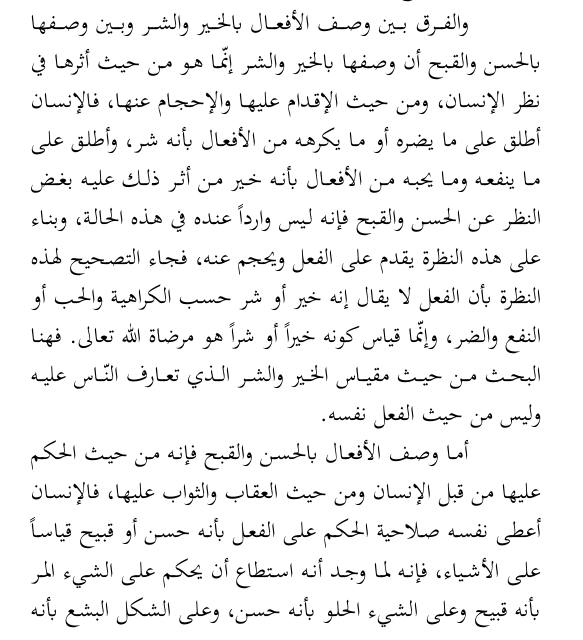 والفرق بين وصف الأفعال بالخير والشر وبين وصفها
بالحسن والقبح أن وصفها بالخير والشر إنّما هو من حيث أثرها في
نظر الإنسان، ومن حيث الإقدام عليها والإحجام عنها، فالإنسان
أطلق على ما يضره أو ما يكرهه من الأفعال بأنه شر، وأطلق على
ما ينفعه وما يحبه من الأفعال بأنه خير من أثر ذلك عليه بغض
النظر عن الحسن والقبح فإنه ليس وارداً عنده في هذه الحالة، وبناء
على هذه النظرة يقدم على الفعل ويحجم عنه، فجاء التصحيح لهذه
النظرة بأن الفعل لا يقال إنه خير أو شر حسب الكراهية والحب أو
النفع والضر، وإنّما قياس كونه خيراً أو شراً هو مرضاة الله تعالى. فهنا
البحث من حيث مقياس الخير والشر الذي تعارف النّاس عليه
وليس من حيث الفعل نفسه.
أما وصف الأفعال بالحسن والقبح فإنه من حيث الحكم
عليها من قبل الإنسان ومن حيث العقاب والثواب عليها، فالإنسان
أعطى نفسه صلاحية الحكم على الفعل بأنه حسن أو قبيح قياساً
على الأشياء، فإنه لما وجد أنه استطاع أن يحكم على الشيء المر
بأنه قبيح وعلى الشيء الحلو بأنه حسن، وعلى الشكل البشع بأنه